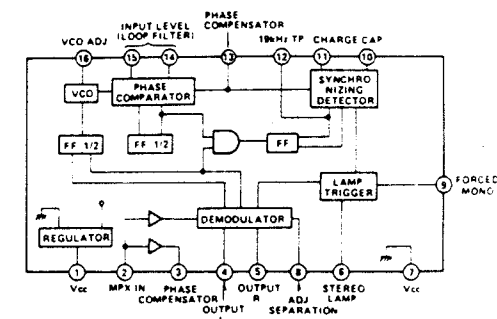 PHASE
COMPENSATOR
INPUT LEVEL
(LOOP FILTER)
VCO ADJ
19kHz TP
CHARGE CAP
16
15
14
13
12
11
10
VCO
PHASE
COMPARATOR
SYNCHRO
NIZING
DETECTOR
FF 1/2
FF 1/2
FF
LAMP
TRIGGER
9
FORCED
MONO
DEMODULATOR
REGULATOR
1
2
3
4
5
8
6
7
Vcc
MPX IN
PHASE
COMPENSATOR
OUTPUT
OUTPUT
R
ADJ
SEPARATION
STEREO
LAMP
Vcc